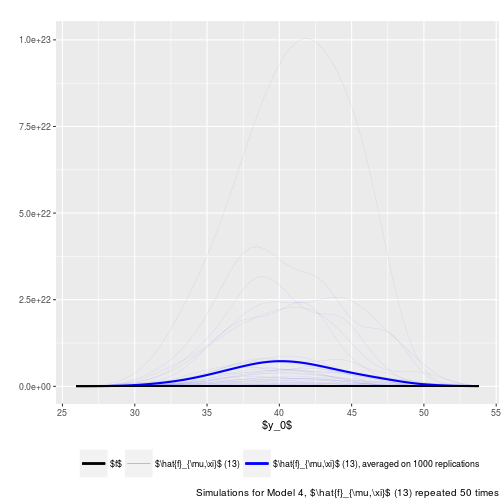 1.0e+23
7.5e+22
5.0e+22
2.5e+22
0.0e+00
25 30 35 40 45 50 55
$y_0$
$f$ $\hat{f}_{\mu,\xi}$ (13) $\hat{f}_{\mu,\xi}$ (13), averaged on 1000 replications
Simulations for Model 4, $\hat{f}_{\mu,\xi}$ (13) repeated 50 times